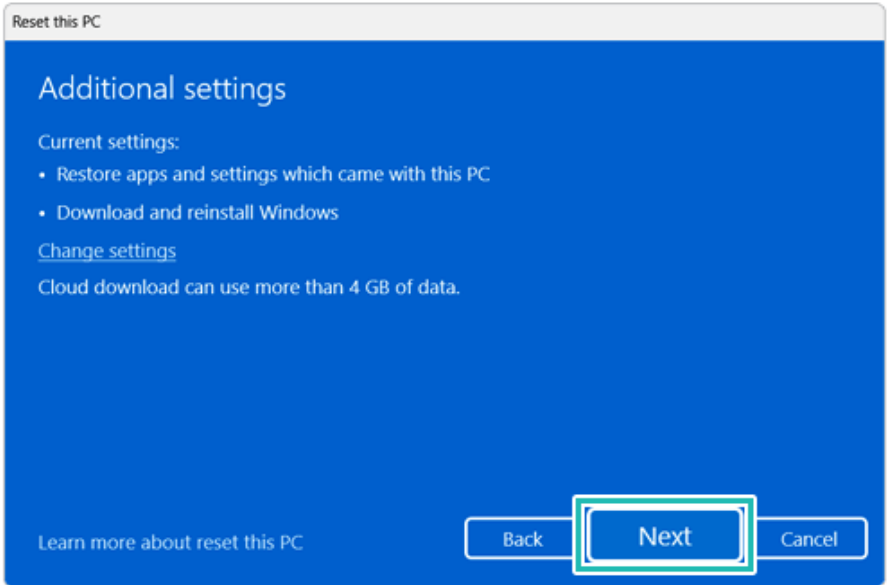 Reset this PC
Additional settings
Current settings:
• Restore apps and settings which came with this PC
• Download and reinstall Windows
Change settings
Cloud download can use more than 4 GB of data.
Learn more about reset this PC
Back
Next
Cancel